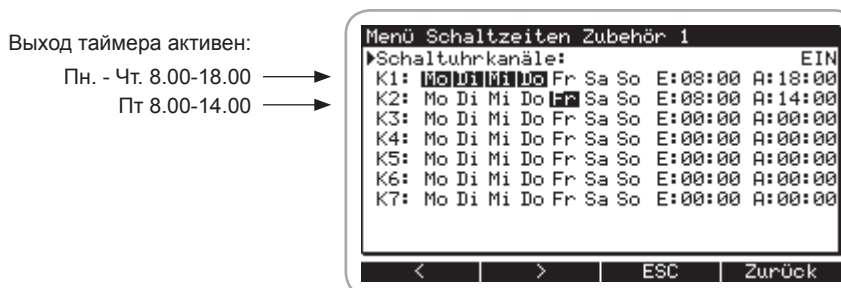 Выход таймера активен:
Пн. - Чт. 8.00-18.00
Пт 8.00-14.00
Menü Schaltzeiten Zubehör 1
▶Schaltuhrkanäle: EIN
K1: Mo Di Mi Do Fr Sa So E:08:00 A:18:00
K2: Mo Di Mi Do Fr Sa So E:08:00 A:14:00
K3: Mo Di Mi Do Fr Sa So E:00:00 A:00:00
K4: Mo Di Mi Do Fr Sa So E:00:00 A:00:00
K5: Mo Di Mi Do Fr Sa So E:00:00 A:00:00
K6: Mo Di Mi Do Fr Sa So E:00:00 A:00:00
K7: Mo Di Mi Do Fr Sa So E:00:00 A:00:00
< > ESC Zurück